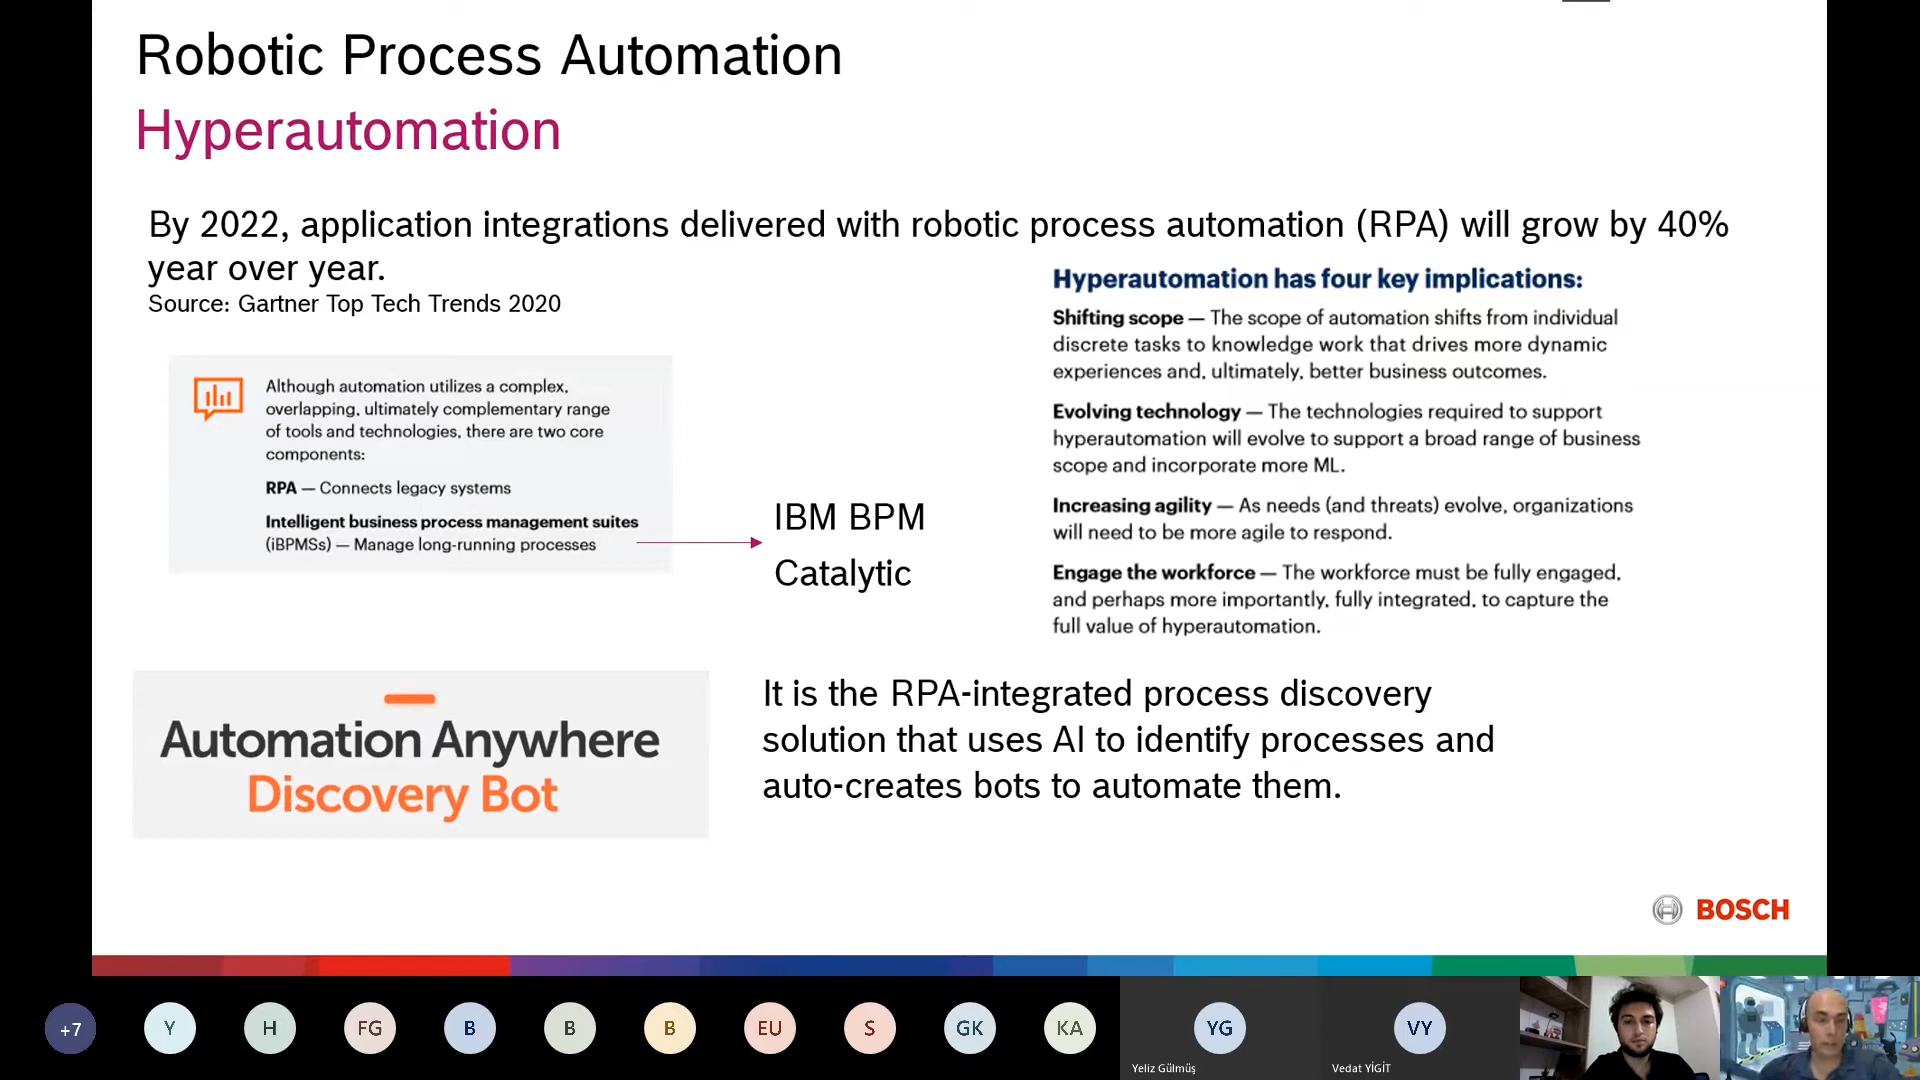 Robotic Process Automation
Hyperautomation
By 2022, application integrations delivered with robotic process automation (RPA) will grow by 40%
year over year.
Source: Gartner Top Tech Trends 2020
Although automation utilizes a complex,
overlapping, ultimately complementary range
of tools and technologies, there are two core
components:
RPA — Connects legacy systems
Intelligent business process management suites
(iBPMSs) — Manage long-running processes
IBM BPM
Catalytic
Hyperautomation has four key implications:
Shifting scope — The scope of automation shifts from individual
discrete tasks to knowledge work that drives more dynamic
experiences and, ultimately, better business outcomes.
Evolving technology — The technologies required to support
hyperautomation will evolve to support a broad range of business
scope and incorporate more ML.
Increasing agility — As needs (and threats) evolve, organizations
will need to be more agile to respond.
Engage the workforce — The workforce must be fully engaged,
and perhaps more importantly, fully integrated, to capture the
full value of hyperautomation.
Automation Anywhere
Discovery Bot
It is the RPA-integrated process discovery
solution that uses AI to identify processes and
auto-creates bots to automate them.
BOSCH
+7
Y
H
FG
B
B
B
EU
S
GK
KA
YG
VY
Yeliz Gülmüş
Vedat YİGİT